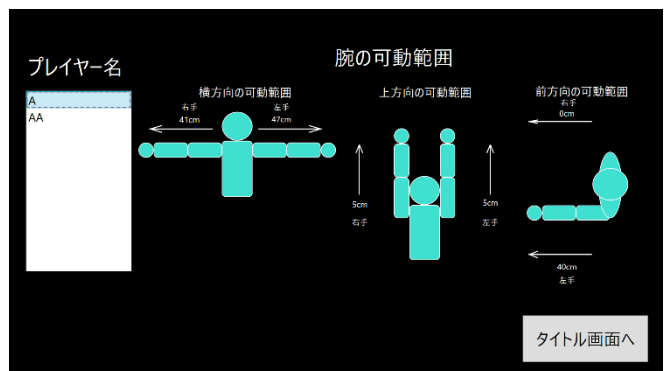 腕の可動範囲
プレイヤー名
A
AA
横方向の可動範囲
右手
41cm
左手
47cm
上方向の可動範囲
5cm
右手
5cm
左手
前方向の可動範囲
右手
0cm
40cm
左手
タイトル画面へ